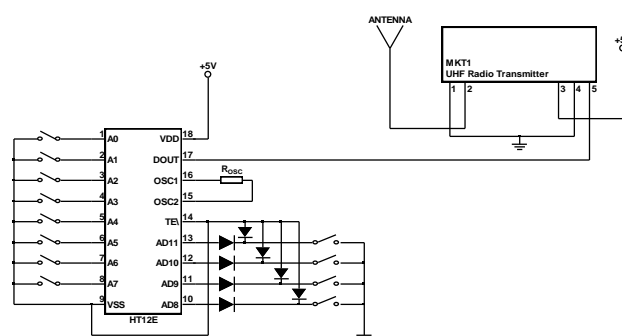 ANTENNA
MKT1
UHF Radio Transmitter
1 2 3 4 5
+5V
1 A0 VDD 18
2 A1 DOUT 17
3 A2 OSC1 16
ROSC
4 A3 OSC2 15
5 A4 TE\ 14
6 A5 AD11 13
7 A6 AD10 12
8 A7 AD9 11
9 VSS AD8 10
HT12E